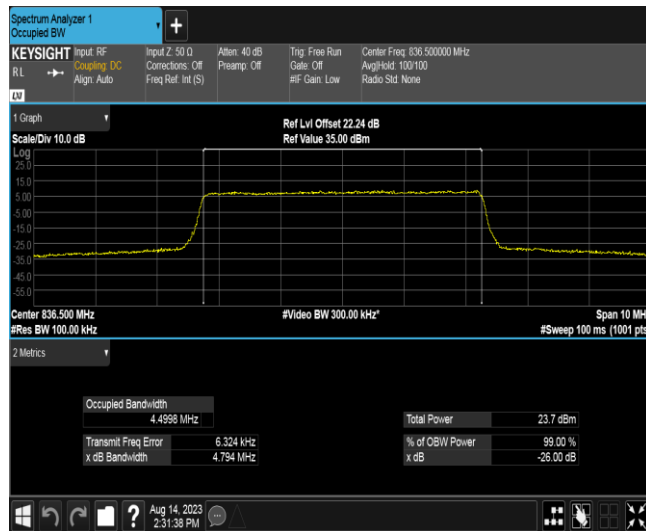 Spectrum Analyzer 1
Occupied BW
+
KEYSIGHT
RL
LXI
Input: RF
Coupling: DC
Align: Auto
Input Z: 50 Ω
Corrections: Off
Freq Ref: Int (S)
Atten: 40 dB
Preamp: Off
Trig: Free Run
Gate: Off
#IF Gain: Low
Center Freq: 836.500000 MHz
Avg|Hold: 100/100
Radio Std: None
1 Graph
Scale/Div 10.0 dB
Ref Lvl Offset 22.24 dB
Ref Value 35.00 dBm
Log
25.0
15.0
5.00
-5.00
-15.0
-25.0
-35.0
-45.0
-55.0
Center 836.500 MHz
#Res BW 100.00 kHz
#Video BW 300.00 kHz*
Span 10 MH
#Sweep 100 ms (1001 pts
2 Metrics
Occupied Bandwidth
4.4998 MHz
Transmit Freq Error 6.324 kHz
x dB Bandwidth 4.794 MHz
Total Power 23.7 dBm
% of OBW Power 99.00 %
x dB -26.00 dB
?
Aug 14, 2023
2:31:38 PM